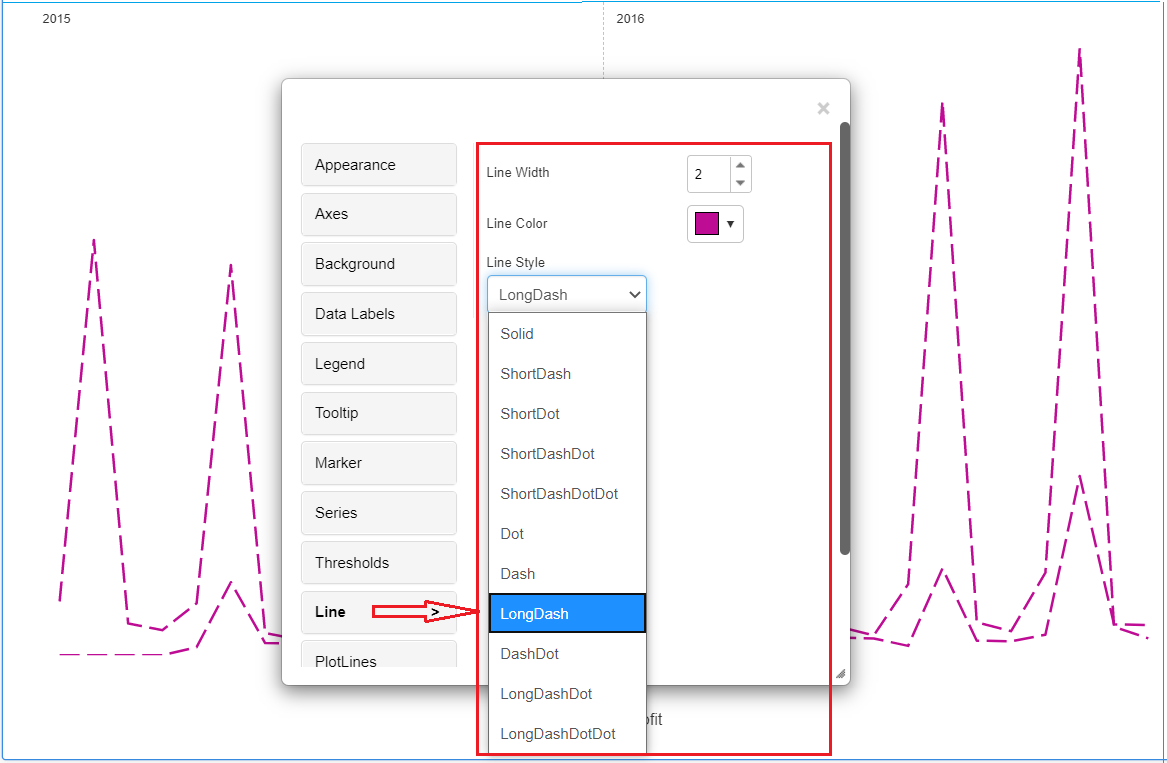 2015
2016
×
Appearance
Axes
Background
Data Labels
Legend
Tooltip
Marker
Series
Thresholds
Line >
PlotLines
Line Width
2
Line Color
Line Style
LongDash
Solid
ShortDash
ShortDot
ShortDashDot
ShortDashDotDot
Dot
Dash
LongDash
DashDot
LongDashDot
LongDashDotDot
ofit